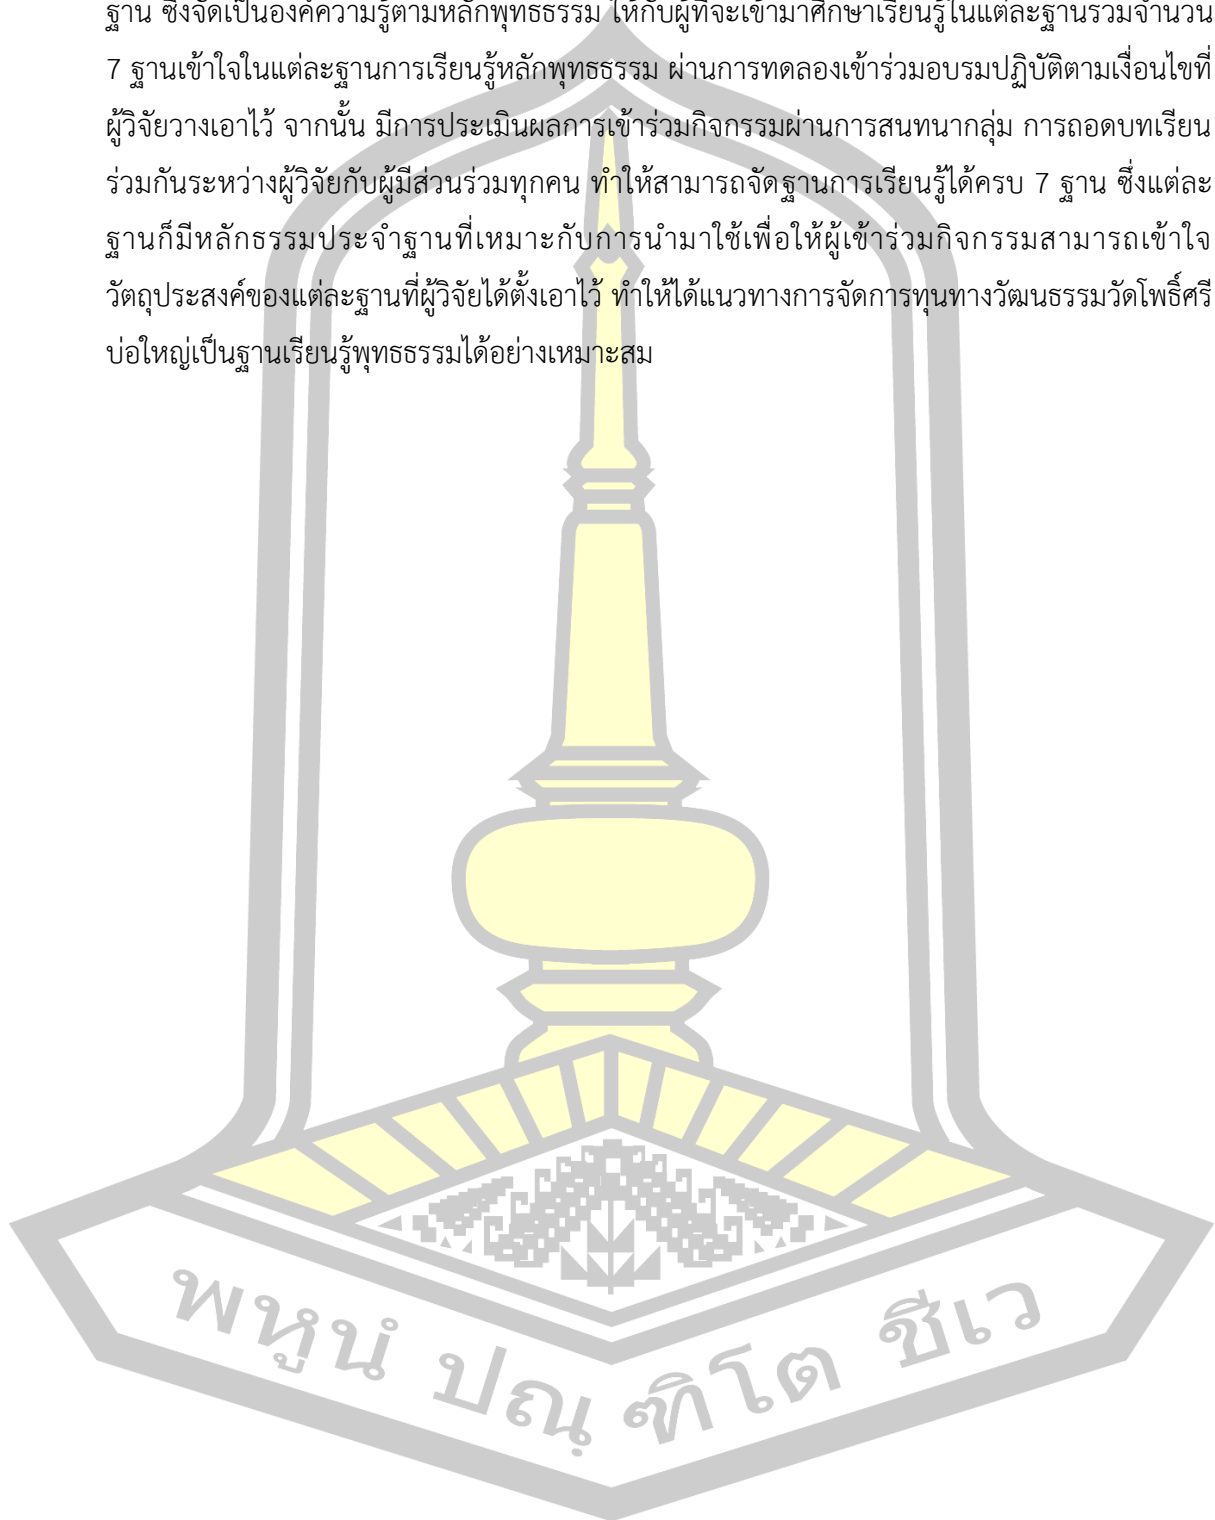 ฐาน ซึ่งจัดเป็นองค์ความรู้ตามหลักพุทธธรรม ให้กับผู้ที่จะเข้ามาศึกษาเรียนรู้ในแต่ละฐานรวมจำนวน
7 ฐานเข้าใจในแต่ละฐานการเรียนรู้หลักพุทธธรรม ผ่านการทดลองเข้าร่วมอบรมปฏิบัติตามเงื่อนไขที่
ผู้วิจัยวางเอาไว้ จากนั้น มีการประเมินผลการเข้าร่วมกิจกรรมผ่านการสนทนากลุ่ม การถอดบทเรียน
ร่วมกันระหว่างผู้วิจัยกับผู้มีส่วนร่วมทุกคน ทำให้สามารถจัดฐานการเรียนรู้ได้ครบ 7 ฐาน ซึ่งแต่ละ
ฐานก็มีหลักธรรมประจำฐานที่เหมาะกับการนำมาใช้เพื่อให้ผู้เข้าร่วมกิจกรรมสามารถเข้าใจ
วัตถุประสงค์ของแต่ละฐานที่ผู้วิจัยได้ตั้งเอาไว้ ทำให้ได้แนวทางการจัดการทุนทางวัฒนธรรมวัดโพธิ์ศรี
บ่อใหญ่เป็นฐานเรียนรู้พุทธธรรมได้อย่างเหมาะสม
พหูนํ ปณฺฑิโต ชีเว